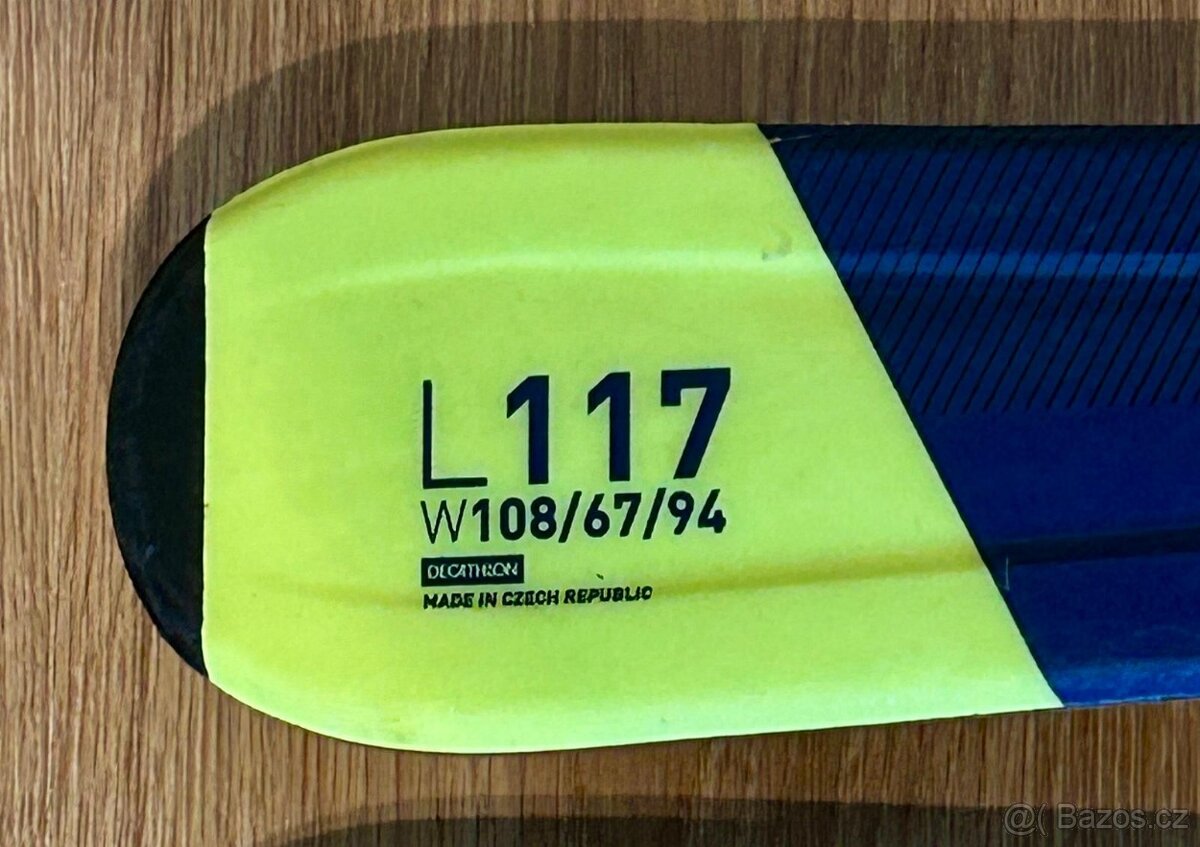 L117
W108/67/94
DECATHLON
MADE IN CZECH REPUBLIC
@( Bazos.cz